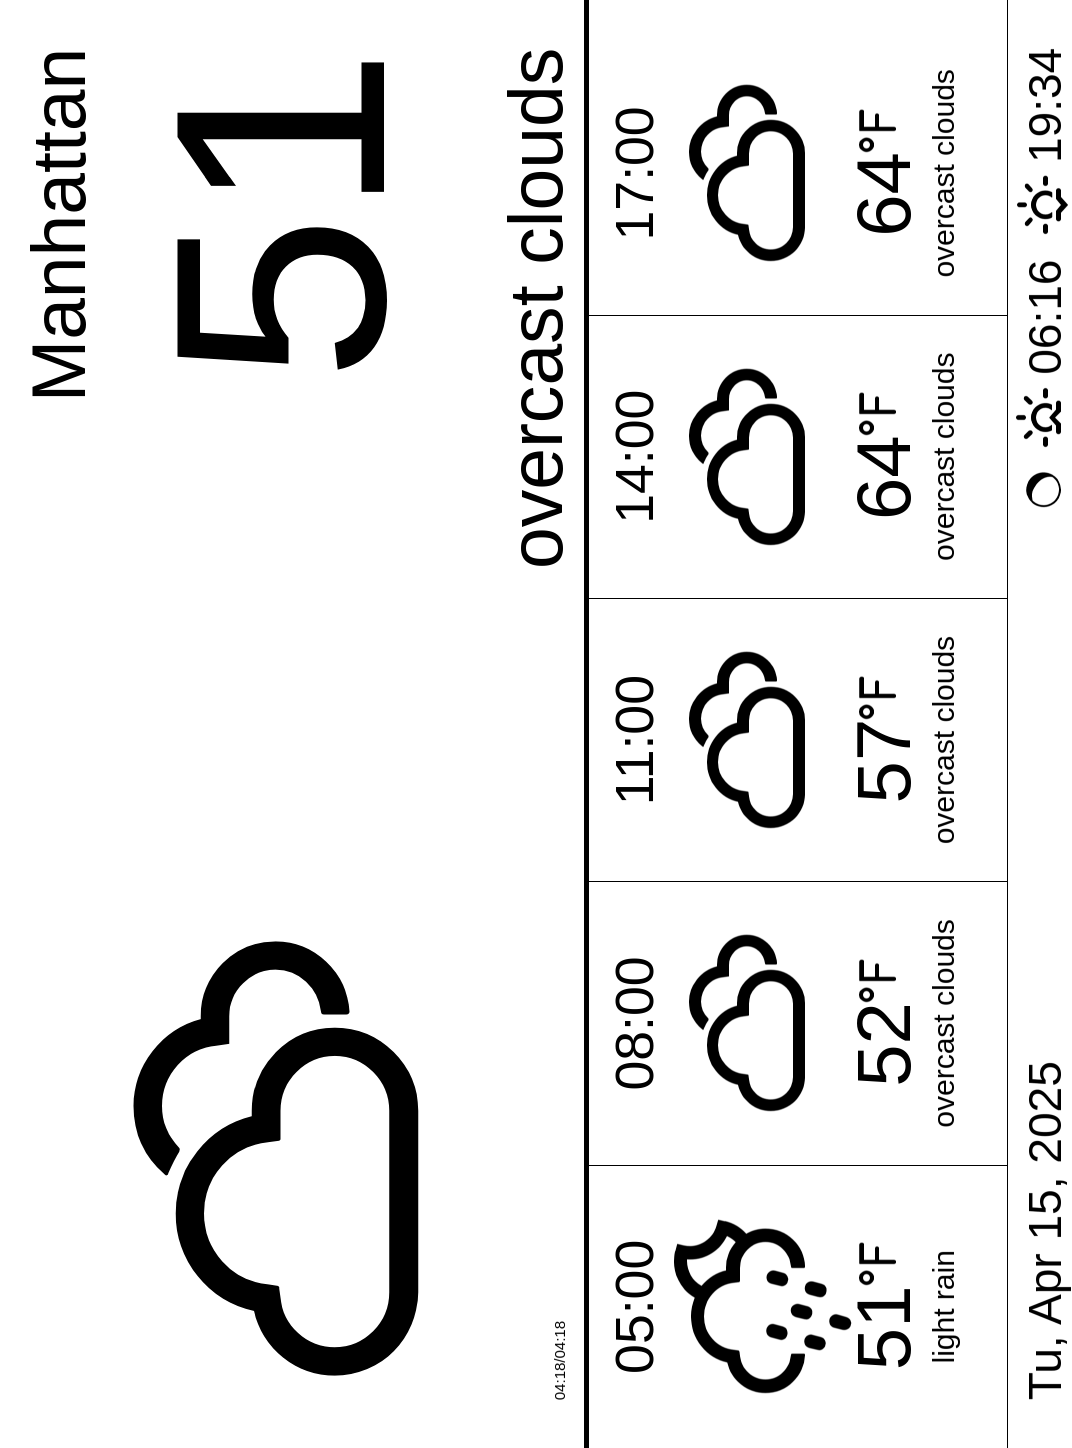 Manhattan
51
overcast clouds
04:18/04:18
05:00
51°F
light rain
08:00
52°F
overcast clouds
11:00
57°F
overcast clouds
14:00
64°F
overcast clouds
17:00
64°F
overcast clouds
Tu, Apr 15, 2025
06:16 19:34